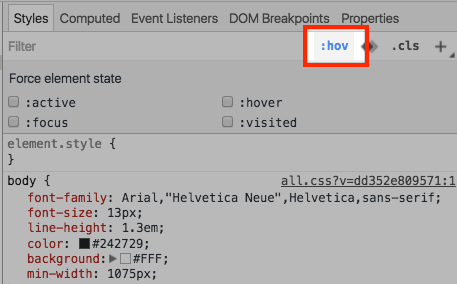 Styles Computed Event Listeners DOM Breakpoints Properties
Filter :hov .cls +
Force element state
:active :hover
:focus :visited
element.style {
}
body { all.css?v=dd352e809571:1
font-family: Arial,"Helvetica Neue",Helvetica,sans-serif;
font-size: 13px;
line-height: 1.3em;
color: #242729;
background: #FFF;
min-width: 1075px;